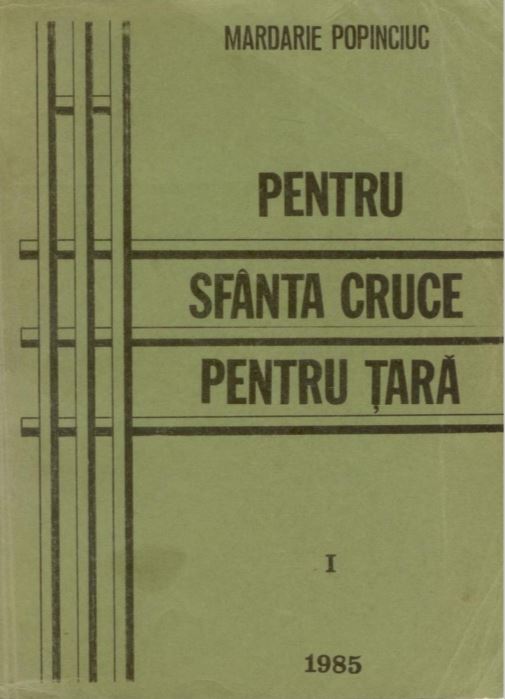 MARDARIE POPINCIUC
PENTRU
SFÂNTA CRUCE
PENTRU ȚARĂ
I
1985